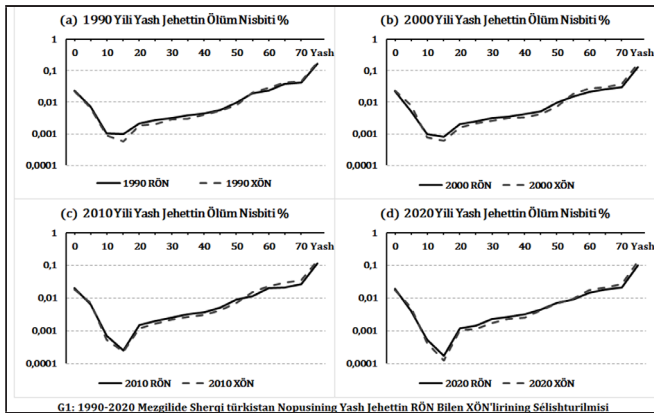 (a) 1990 Yili Yash Jehettin Ölüm Nisbiti %
1
0 10 20 30 40 50 60 70 Yash
0,1
0,01
0,001
0,0001
1990 RÖN 1990 XÖN
(b) 2000 Yili Yash Jehettin Ölüm Nisbiti %
1
0 10 20 30 40 50 60 70 Yash
0,1
0,01
0,001
0,0001
2000 RÖN 2000 XÖN
(c) 2010 Yili Yash Jehettin Ölüm Nisbiti %
1
0 10 20 30 40 50 60 70 Yash
0,1
0,01
0,001
0,0001
2010 RÖN 2010 XÖN
(d) 2020 Yili Yash Jehettin Ölüm Nisbiti %
1
0 10 20 30 40 50 60 70 Yash
0,1
0,01
0,001
0,0001
2020 RÖN 2020 XÖN
G1: 1990-2020 Mezgilide Sherqi türkistan Nopusining Yash Jehettin RÖN Bilen XÖN'lirining Sélishturilmisi